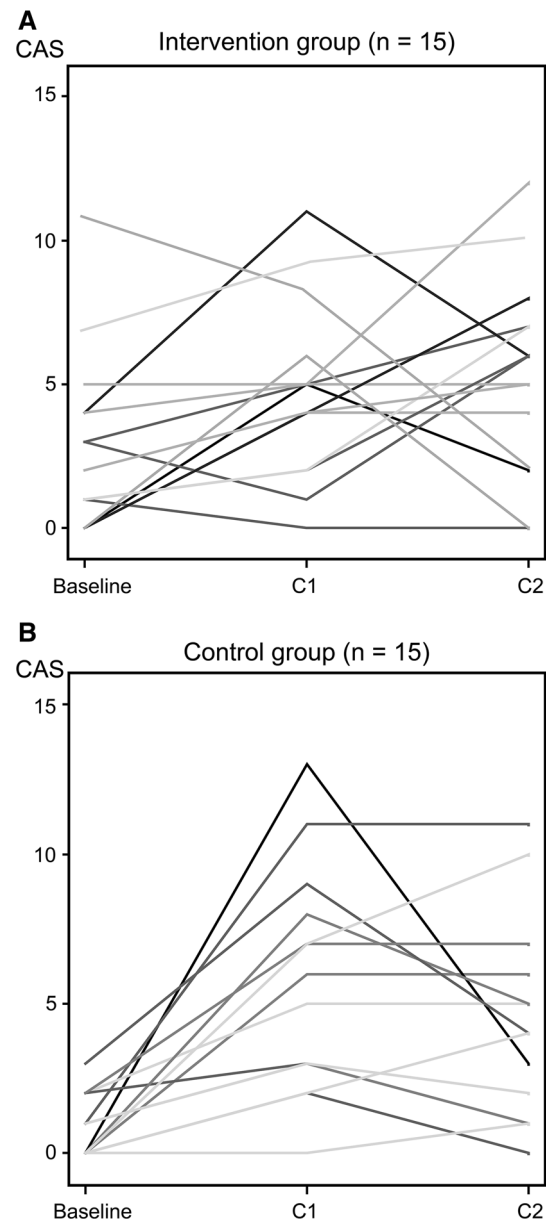 A
CAS
Intervention group (n = 15)
15
10
5
0
Baseline C1 C2
B
CAS
Control group (n = 15)
15
10
5
0
Baseline C1 C2